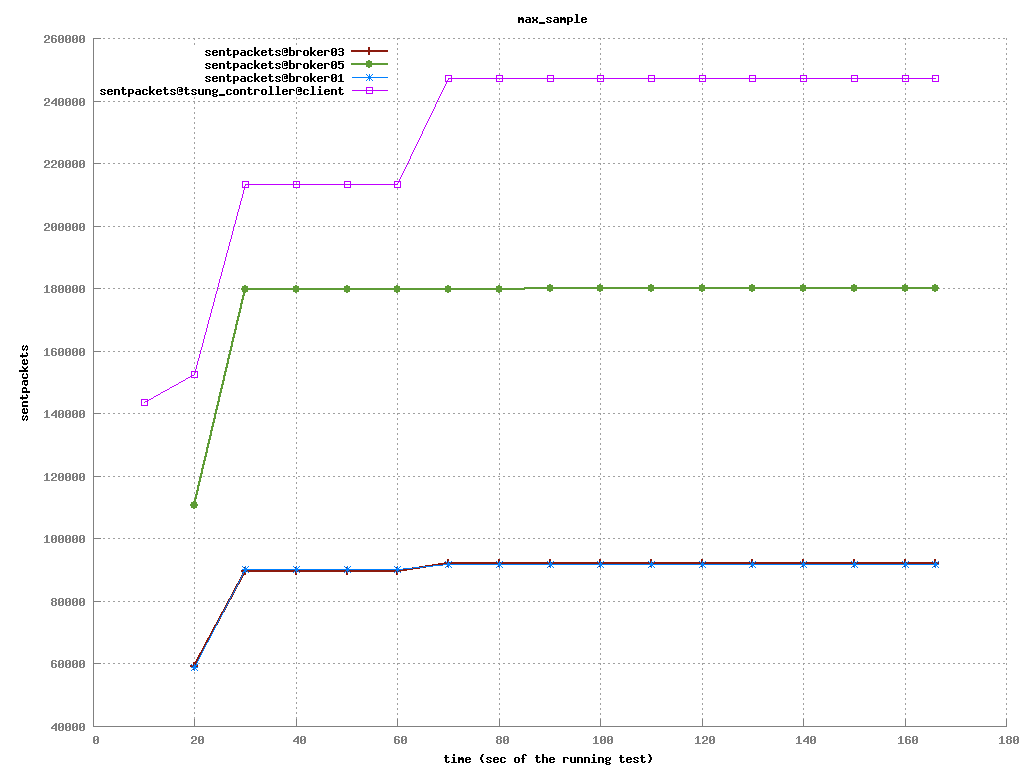 max_sample
sentpackets@broker03
sentpackets@broker05
sentpackets@broker01
sentpackets@tsung_controller@client
260000
240000
220000
200000
180000
160000
140000
120000
100000
80000
60000
40000
sentpackets
0 20 40 60 80 100 120 140 160 180
time (sec of the running test)